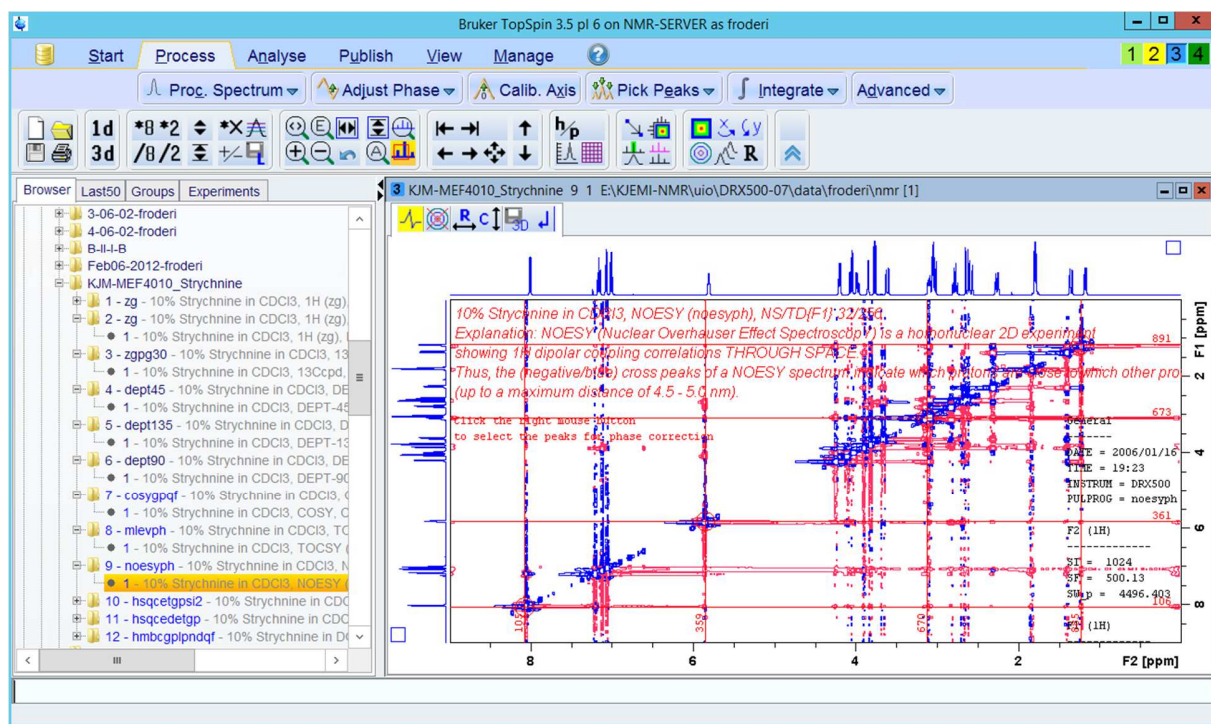 Bruker TopSpin 3.5 pl 6 on NMR-SERVER as froderi
Start Process Analyse Publish View Manage ?
1 2 3 4
Proc. Spectrum Adjust Phase Calib. Axis Pick Peaks Integrate Advanced
1d *8 *2 *X E h/p
3d /8 /2 +/- A R
Browser Last50 Groups Experiments
3-06-02-froderi
4-06-02-froderi
B-II-I-B
Feb06-2012-froderi
KJM-MEF4010_Strychnine
1 - zg - 10% Strychnine in CDCl3, 1H (zg),
2 - zg - 10% Strychnine in CDCl3, 1H (zg),
1 - 10% Strychnine in CDCl3, 1H (zg),
3 - zgpg30 - 10% Strychnine in CDCl3, 13
1 - 10% Strychnine in CDCl3, 13Ccpd,
4 - dept45 - 10% Strychnine in CDCl3, DE
1 - 10% Strychnine in CDCl3, DEPT-45
5 - dept135 - 10% Strychnine in CDCl3, D
1 - 10% Strychnine in CDCl3, DEPT-13
6 - dept90 - 10% Strychnine in CDCl3, DE
1 - 10% Strychnine in CDCl3, DEPT-90
7 - cosygpqf - 10% Strychnine in CDCl3, C
1 - 10% Strychnine in CDCl3, COSY, C
8 - mlevph - 10% Strychnine in CDCl3, TO
1 - 10% Strychnine in CDCl3, TOCSY (
9 - noesyph - 10% Strychnine in CDCl3, N
1 - 10% Strychnine in CDCl3, NOESY (
10 - hsqcetgpsi2 - 10% Strychnine in CDC
11 - hsqcedetgp - 10% Strychnine in CDC
12 - hmbcgplpndqf - 10% Strychnine in DC
3 KJM-MEF4010_Strychnine 9 1 E:\KJEMI-NMR\uio\DRX500-07\data\froderi\nmr [1]
R C 3D
10% Strychnine in CDCl3, NOESY (noesyph), NS/TD{F1} 32/256.
Explanation: NOESY (Nuclear Overhauser Effect Spectroscopy) is a homonuclear 2D experiment
showing 1H dipolar coupling correlations THROUGH SPACE.
Thus, the (negative/blue) cross peaks of a NOESY spectrum indicate which protons are close to which other pro
(up to a maximum distance of 4.5 - 5.0 nm).
Click the right mouse button
to select the peaks for phase correction
General
DATE = 2006/01/16
TIME = 19:23
INSTRUM = DRX500
PULPROG = noesyph
F2 (1H)
SI = 1024
SF = 500.13
SW_p = 4496.403
F1 (1H)
891
673
361
106
105
359
670
F1 [ppm]
2
4
6
8
8 6 4 2 F2 [ppm]